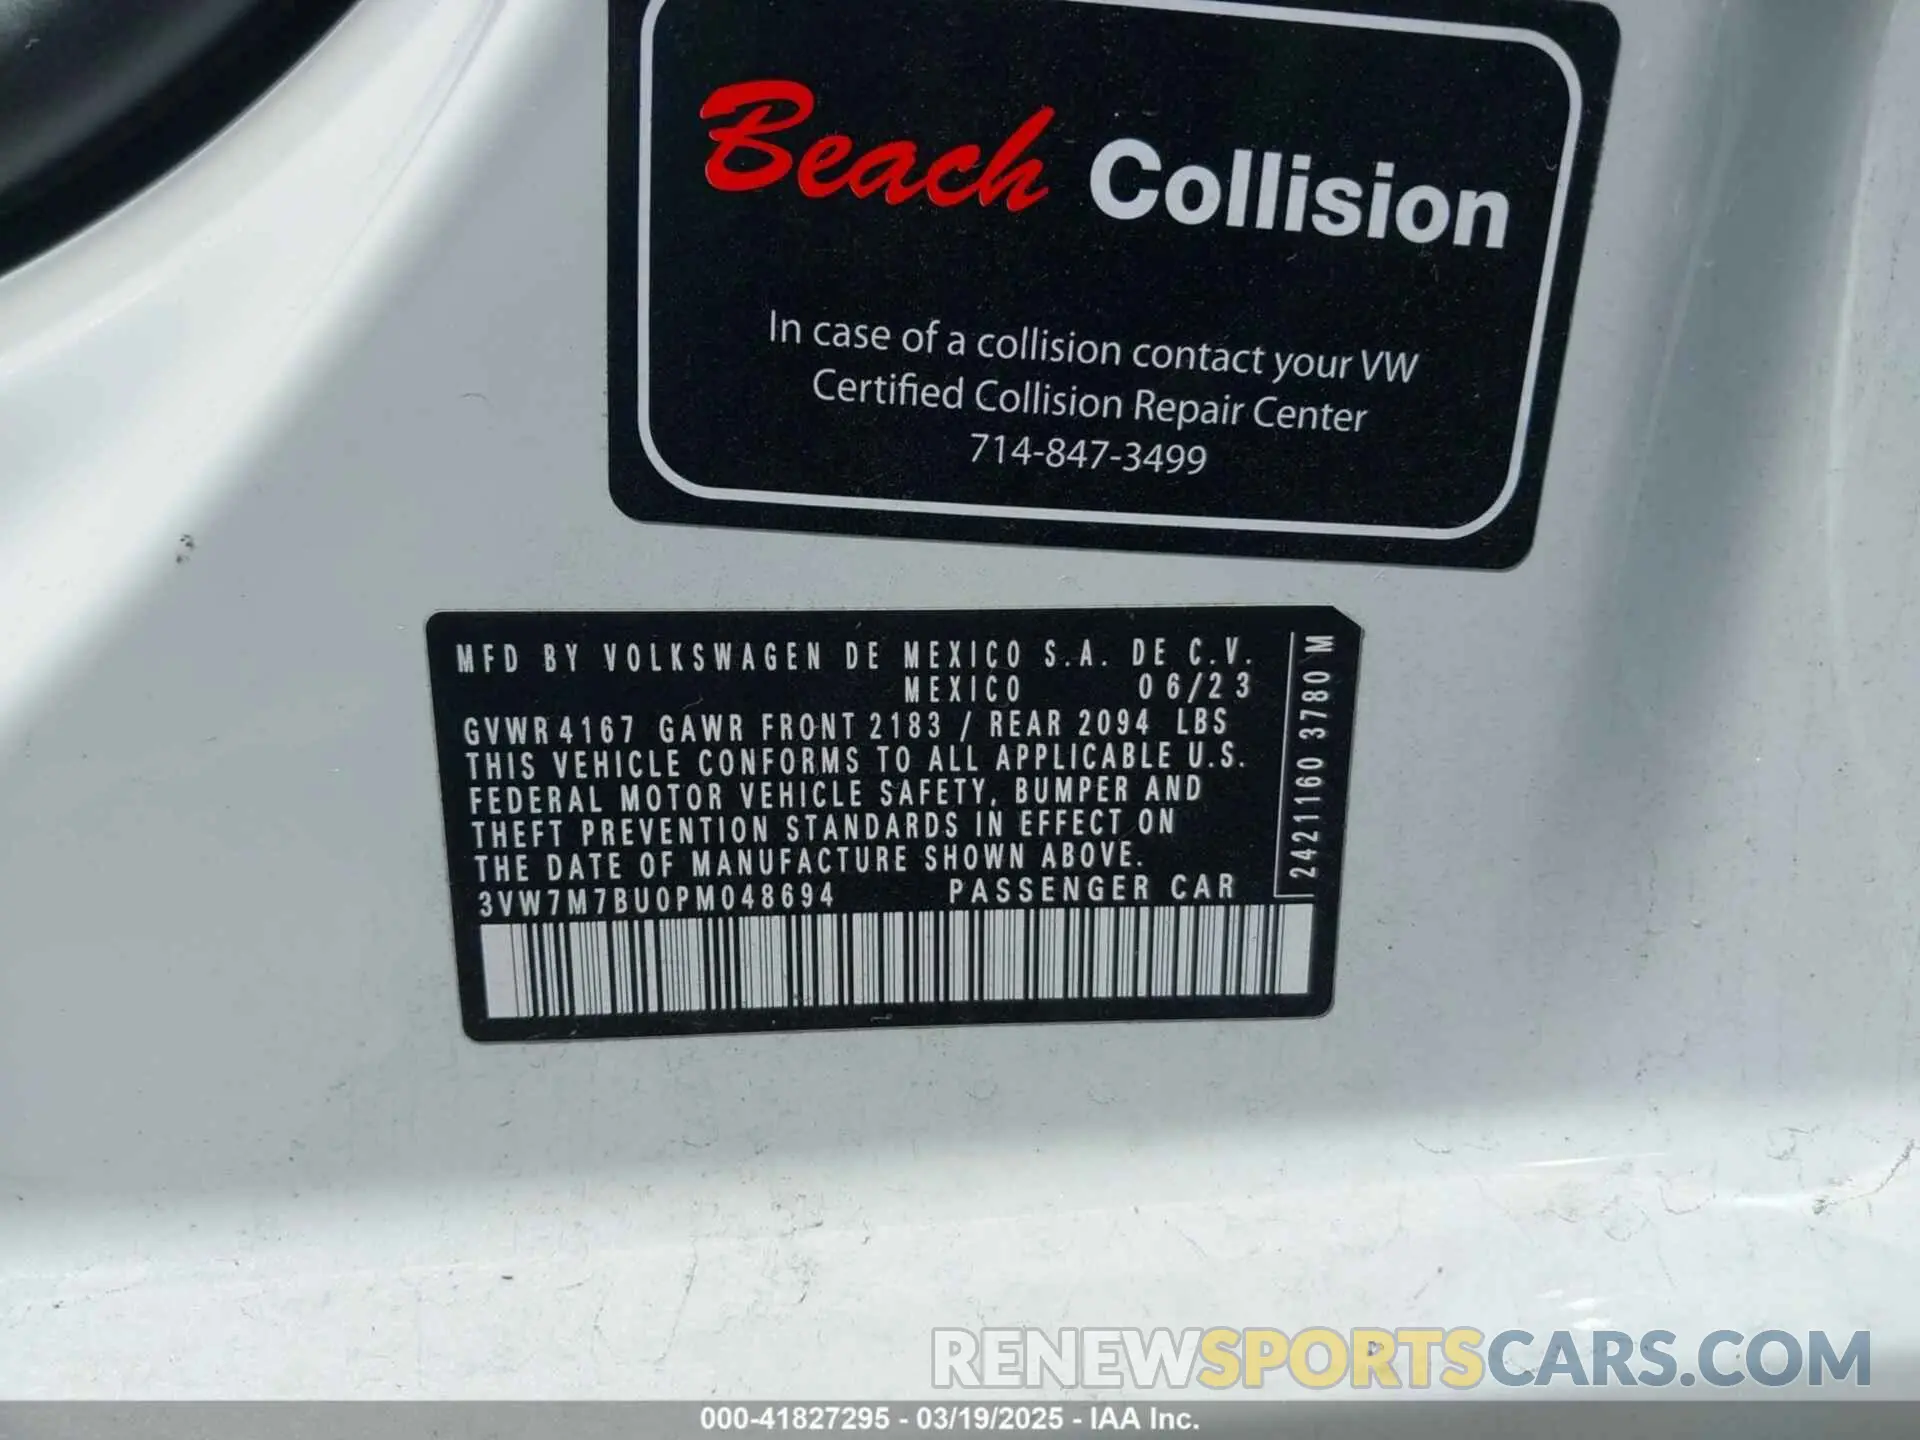 Beach Collision
In case of a collision contact your VW
Certified Collision Repair Center
714-847-3499
MFD BY VOLKSWAGEN DE MEXICO S.A. DE C.V.
MEXICO 06/23
GVWR 4167 GAWR FRONT 2183 / REAR 2094 LBS
THIS VEHICLE CONFORMS TO ALL APPLICABLE U.S.
FEDERAL MOTOR VEHICLE SAFETY, BUMPER AND
THEFT PREVENTION STANDARDS IN EFFECT ON
THE DATE OF MANUFACTURE SHOWN ABOVE.
3VW7M7BU0PM048694 PASSENGER CAR
2421160 3780 M
RENEWSPORTSCARS.COM
000-41827295 - 03/19/2025 - IAA Inc.